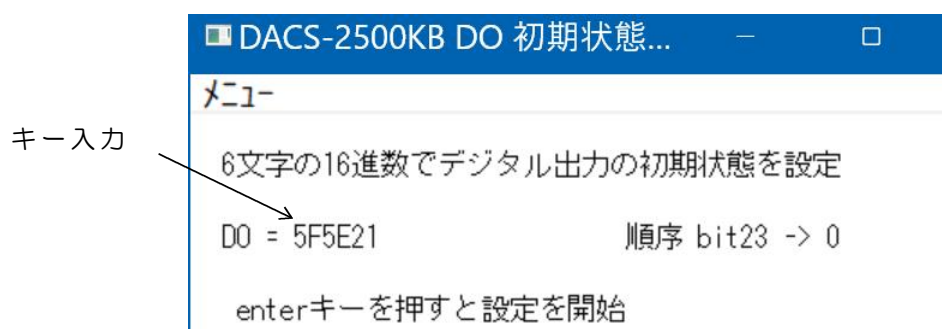 DACS-2500KB DO 初期状態...
ﾒﾆｭｰ
キー入力
6文字の16進数でデジタル出力の初期状態を設定
DO = 5F5E21 順序 bit23 -> 0
enterキーを押すと設定を開始